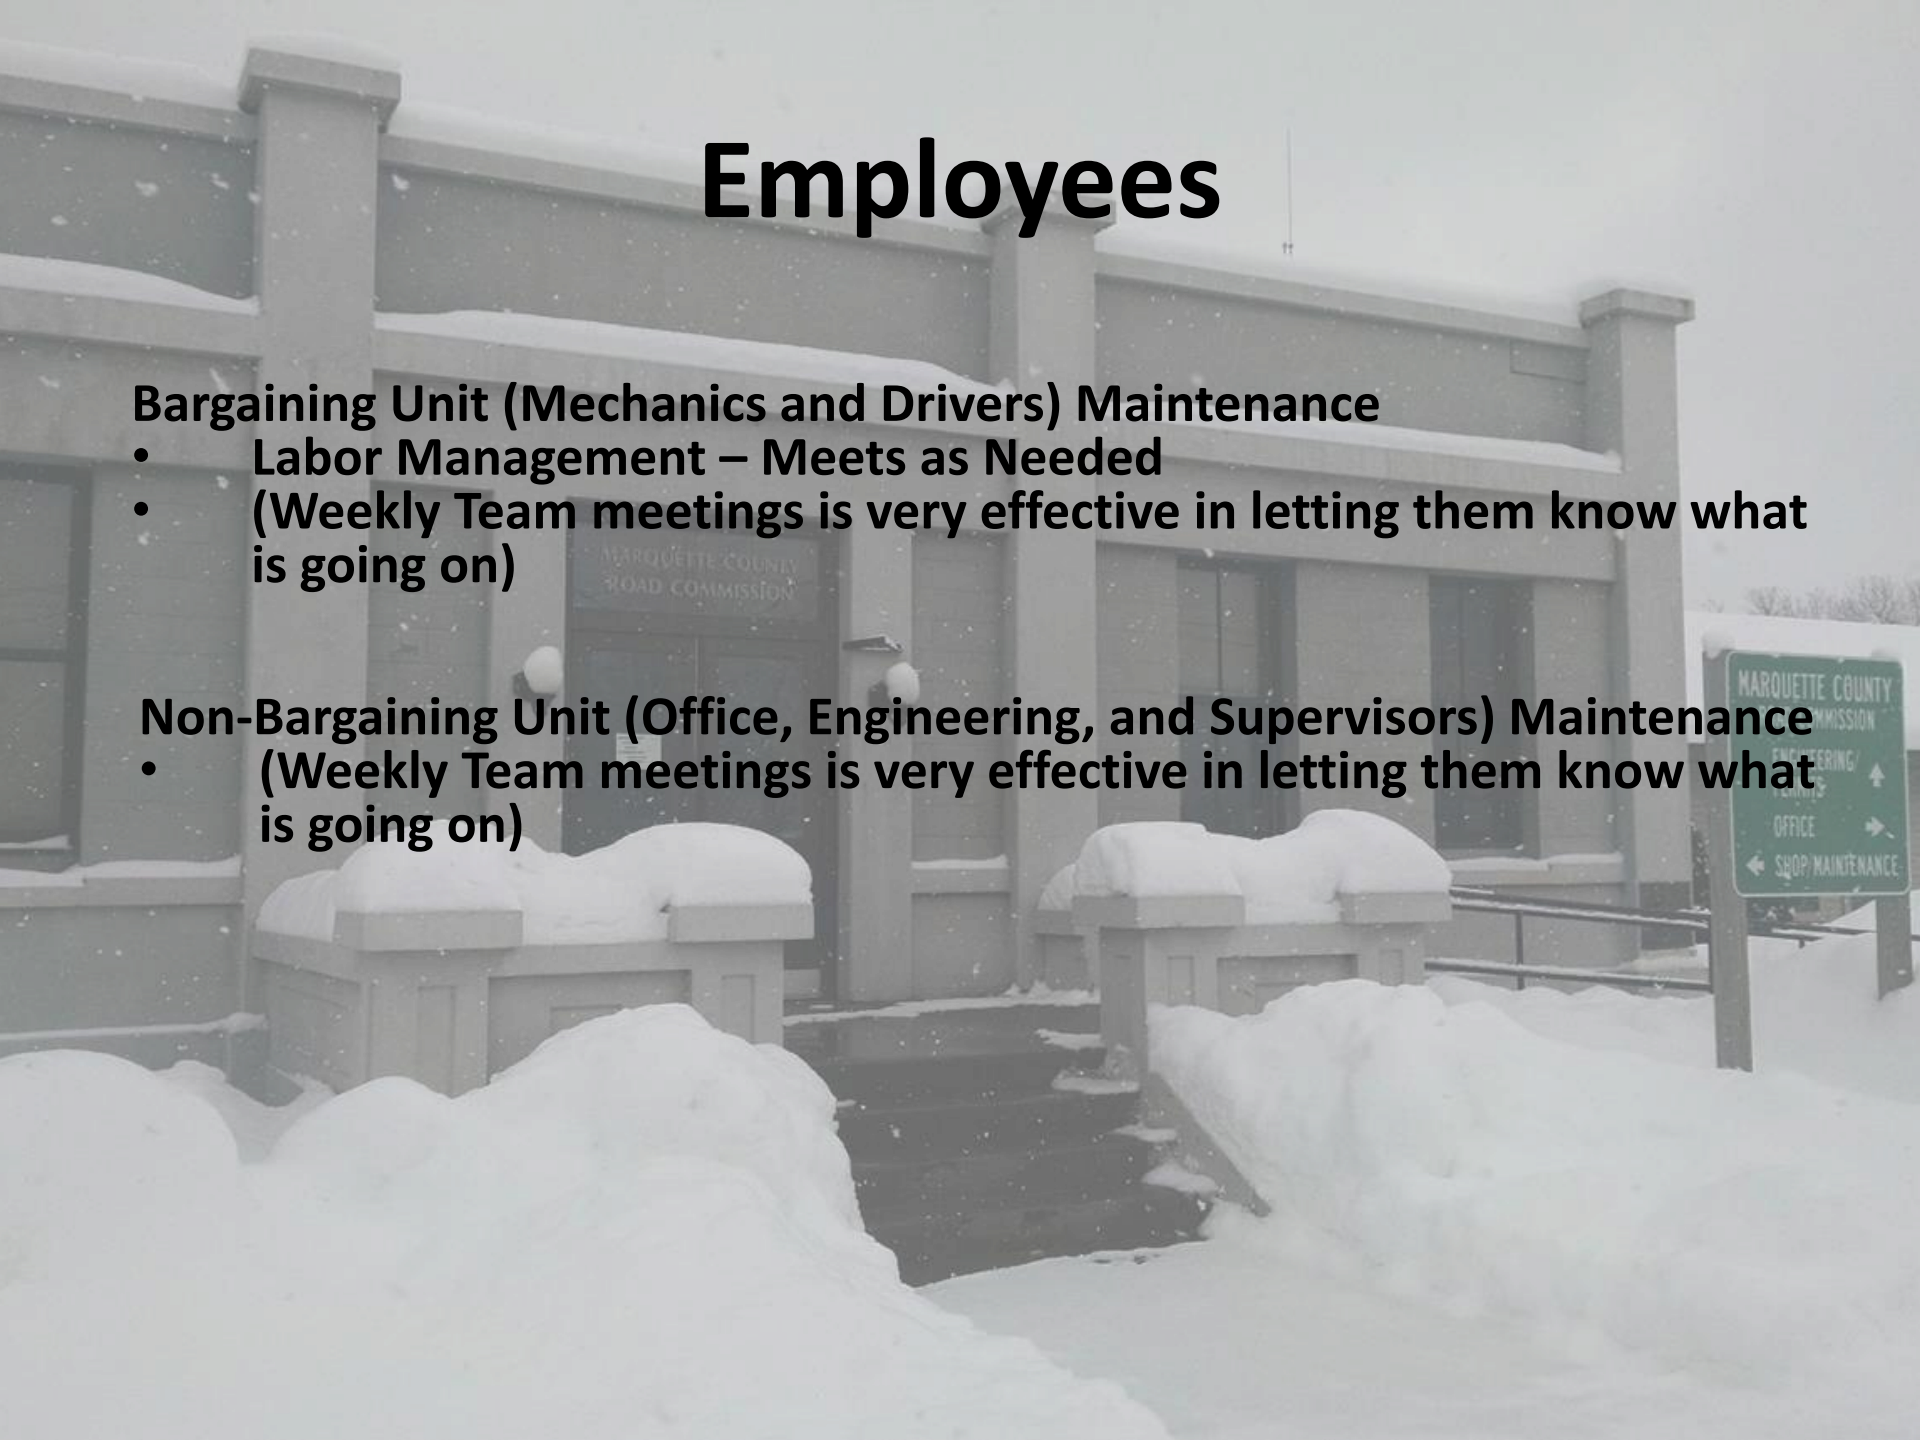 Employees
Bargaining Unit (Mechanics and Drivers) Maintenance
• Labor Management – Meets as Needed
• (Weekly Team meetings is very effective in letting them know what
is going on)
MARQUETTE COUNTY
ROAD COMMISSION
Non-Bargaining Unit (Office, Engineering, and Supervisors) Maintenance
• (Weekly Team meetings is very effective in letting them know what
is going on)
MARQUETTE COUNTY
ENGINEERING/
PERMITS
OFFICE
SHOP/MAINTENANCE